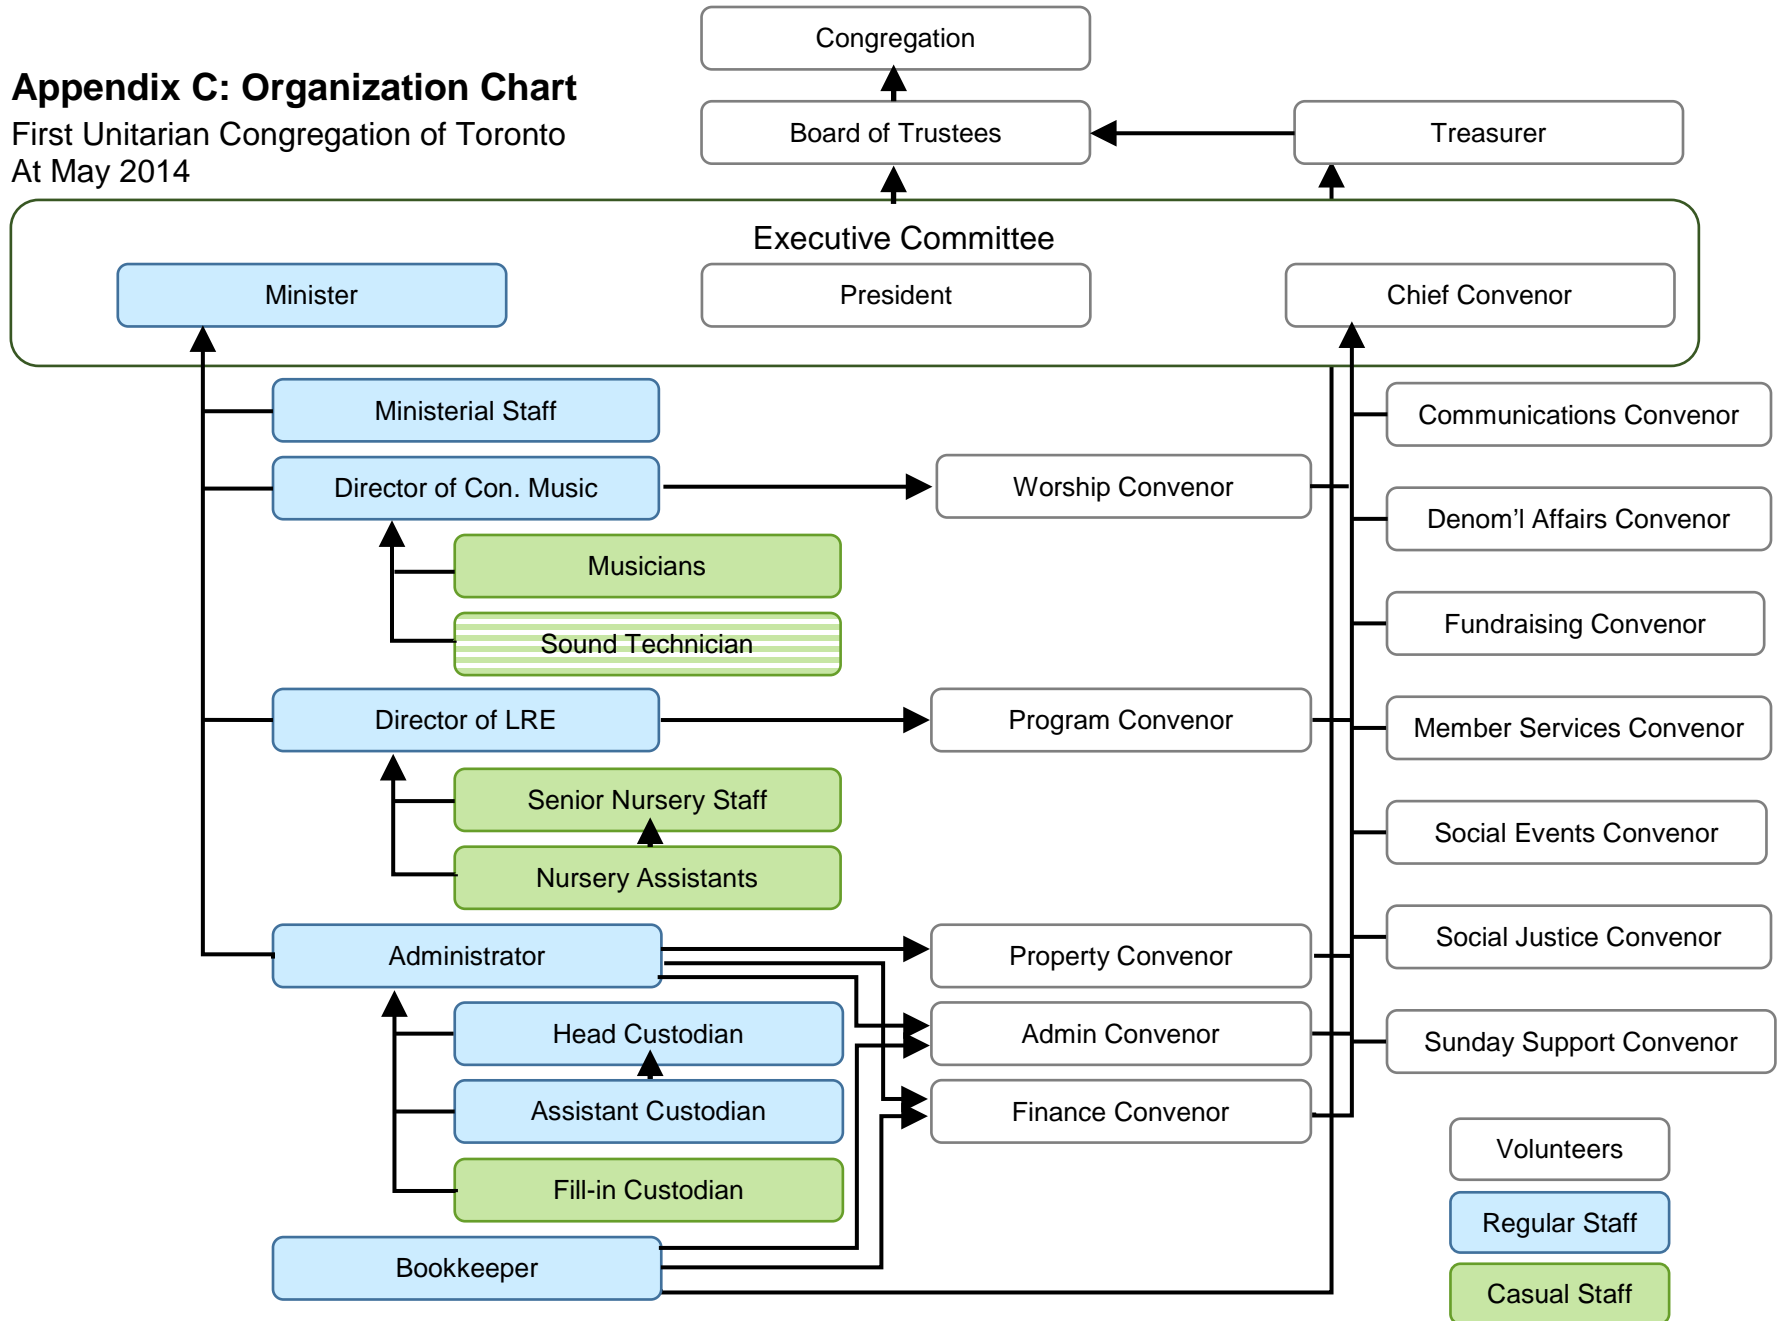 Congregation
Appendix C: Organization Chart
First Unitarian Congregation of Toronto
At May 2014
Board of Trustees
Treasurer
Executive Committee
Minister
President
Chief Convenor
Ministerial Staff
Communications Convenor
Director of Con. Music
Worship Convenor
Denom’l Affairs Convenor
Musicians
Fundraising Convenor
Sound Technician
Director of LRE
Program Convenor
Member Services Convenor
Senior Nursery Staff
Social Events Convenor
Nursery Assistants
Administrator
Property Convenor
Social Justice Convenor
Head Custodian
Admin Convenor
Sunday Support Convenor
Assistant Custodian
Finance Convenor
Volunteers
Fill-in Custodian
Regular Staff
Bookkeeper
Casual Staff